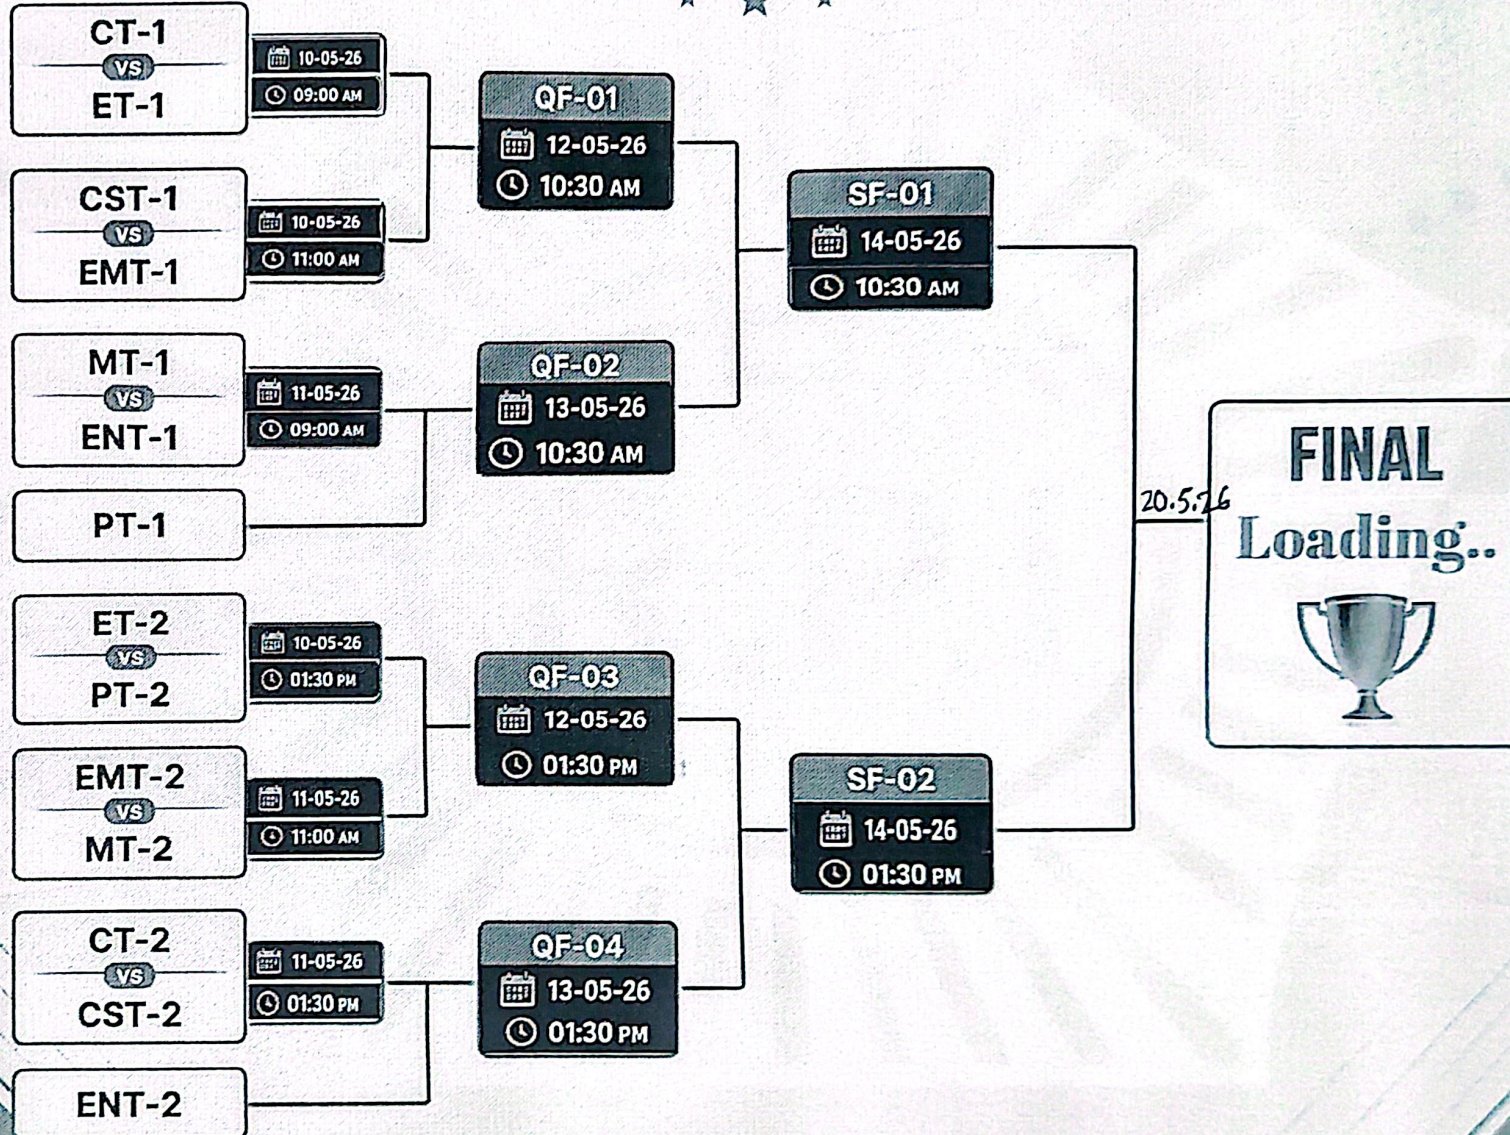 CT-1
VS
ET-1
10-05-26
09:00 AM
CST-1
VS
EMT-1
10-05-26
11:00 AM
MT-1
VS
ENT-1
11-05-26
09:00 AM
PT-1
ET-2
VS
PT-2
10-05-26
01:30 PM
EMT-2
VS
MT-2
11-05-26
11:00 AM
CT-2
VS
CST-2
11-05-26
01:30 PM
ENT-2
QF-01
12-05-26
10:30 AM
QF-02
13-05-26
10:30 AM
QF-03
12-05-26
01:30 PM
QF-04
13-05-26
01:30 PM
SF-01
14-05-26
10:30 AM
SF-02
14-05-26
01:30 PM
20.5.26
FINAL
Loading..